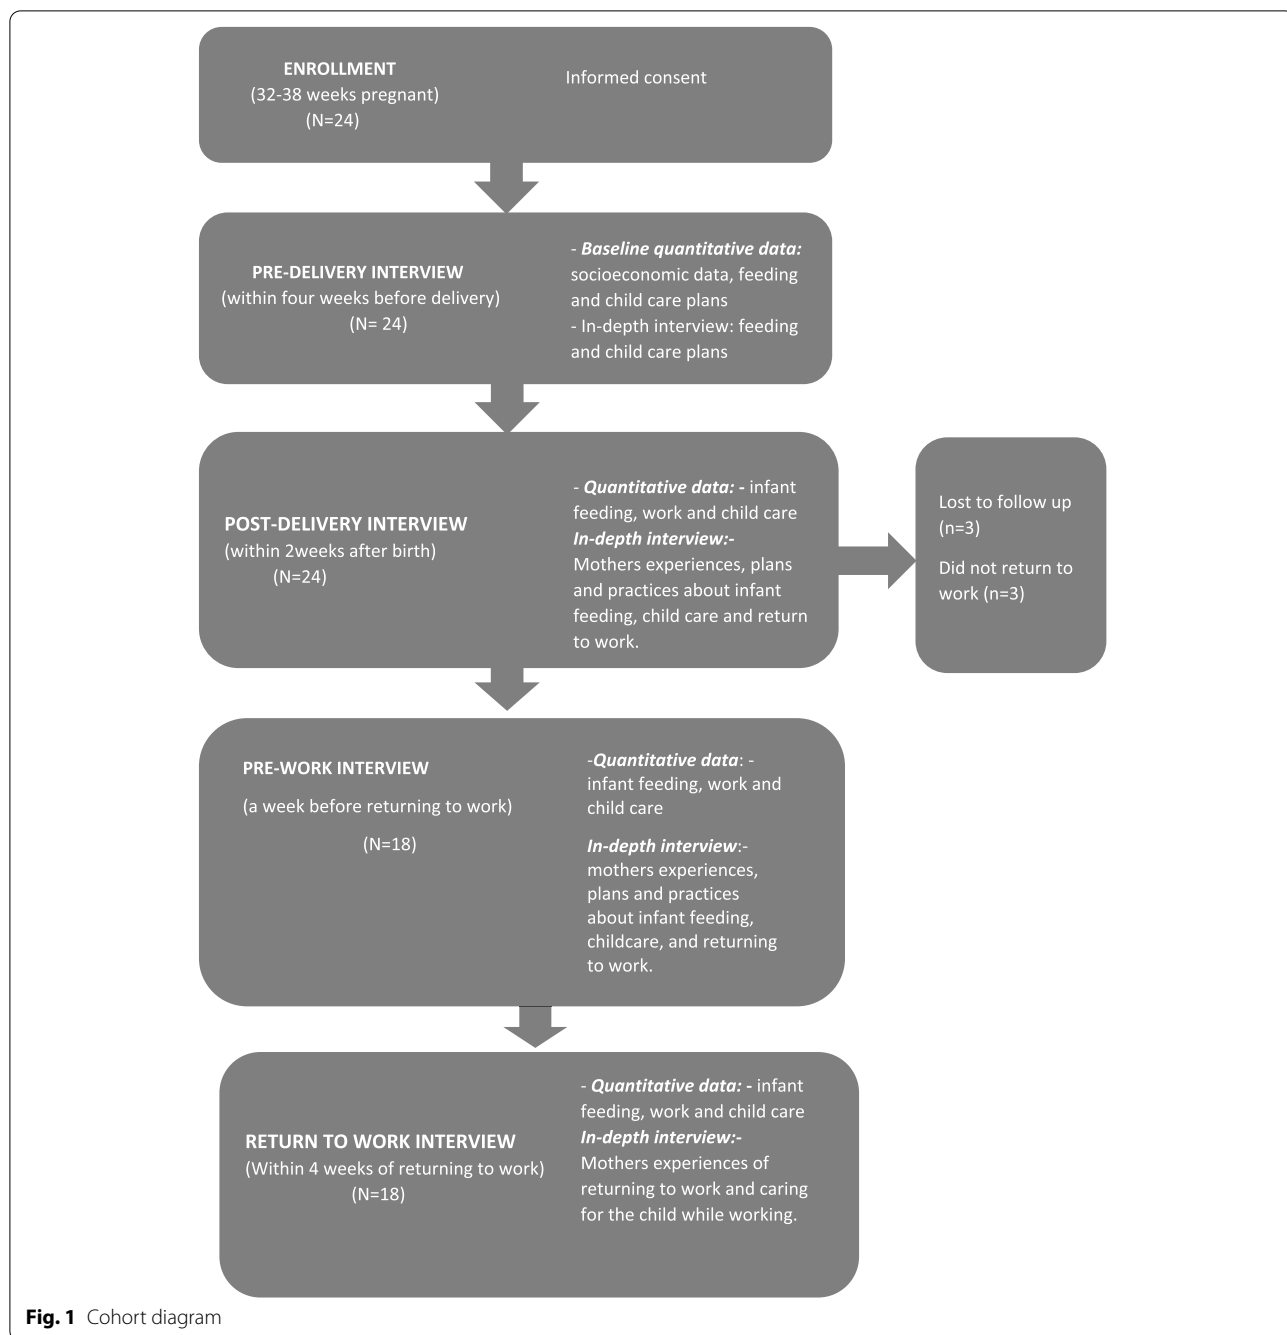 ENROLLMENT
(32-38 weeks pregnant)
(N=24)
Informed consent
PRE-DELIVERY INTERVIEW
(within four weeks before delivery)
(N= 24)
- Baseline quantitative data:
socioeconomic data, feeding
and child care plans
- In-depth interview: feeding
and child care plans
POST-DELIVERY INTERVIEW
(within 2weeks after birth)
(N=24)
- Quantitative data: - infant
feeding, work and child care
In-depth interview:-
Mothers experiences, plans
and practices about infant
feeding, child care and return
to work.
Lost to follow up
(n=3)
Did not return to
work (n=3)
PRE-WORK INTERVIEW
(a week before returning to work)
(N=18)
-Quantitative data: -
infant feeding, work and
child care
In-depth interview:-
mothers experiences,
plans and practices
about infant feeding,
childcare, and returning
to work.
RETURN TO WORK INTERVIEW
(Within 4 weeks of returning to work)
(N=18)
- Quantitative data: - infant
feeding, work and child care
In-depth interview:-
Mothers experiences of
returning to work and caring
for the child while working.
Fig. 1 Cohort diagram